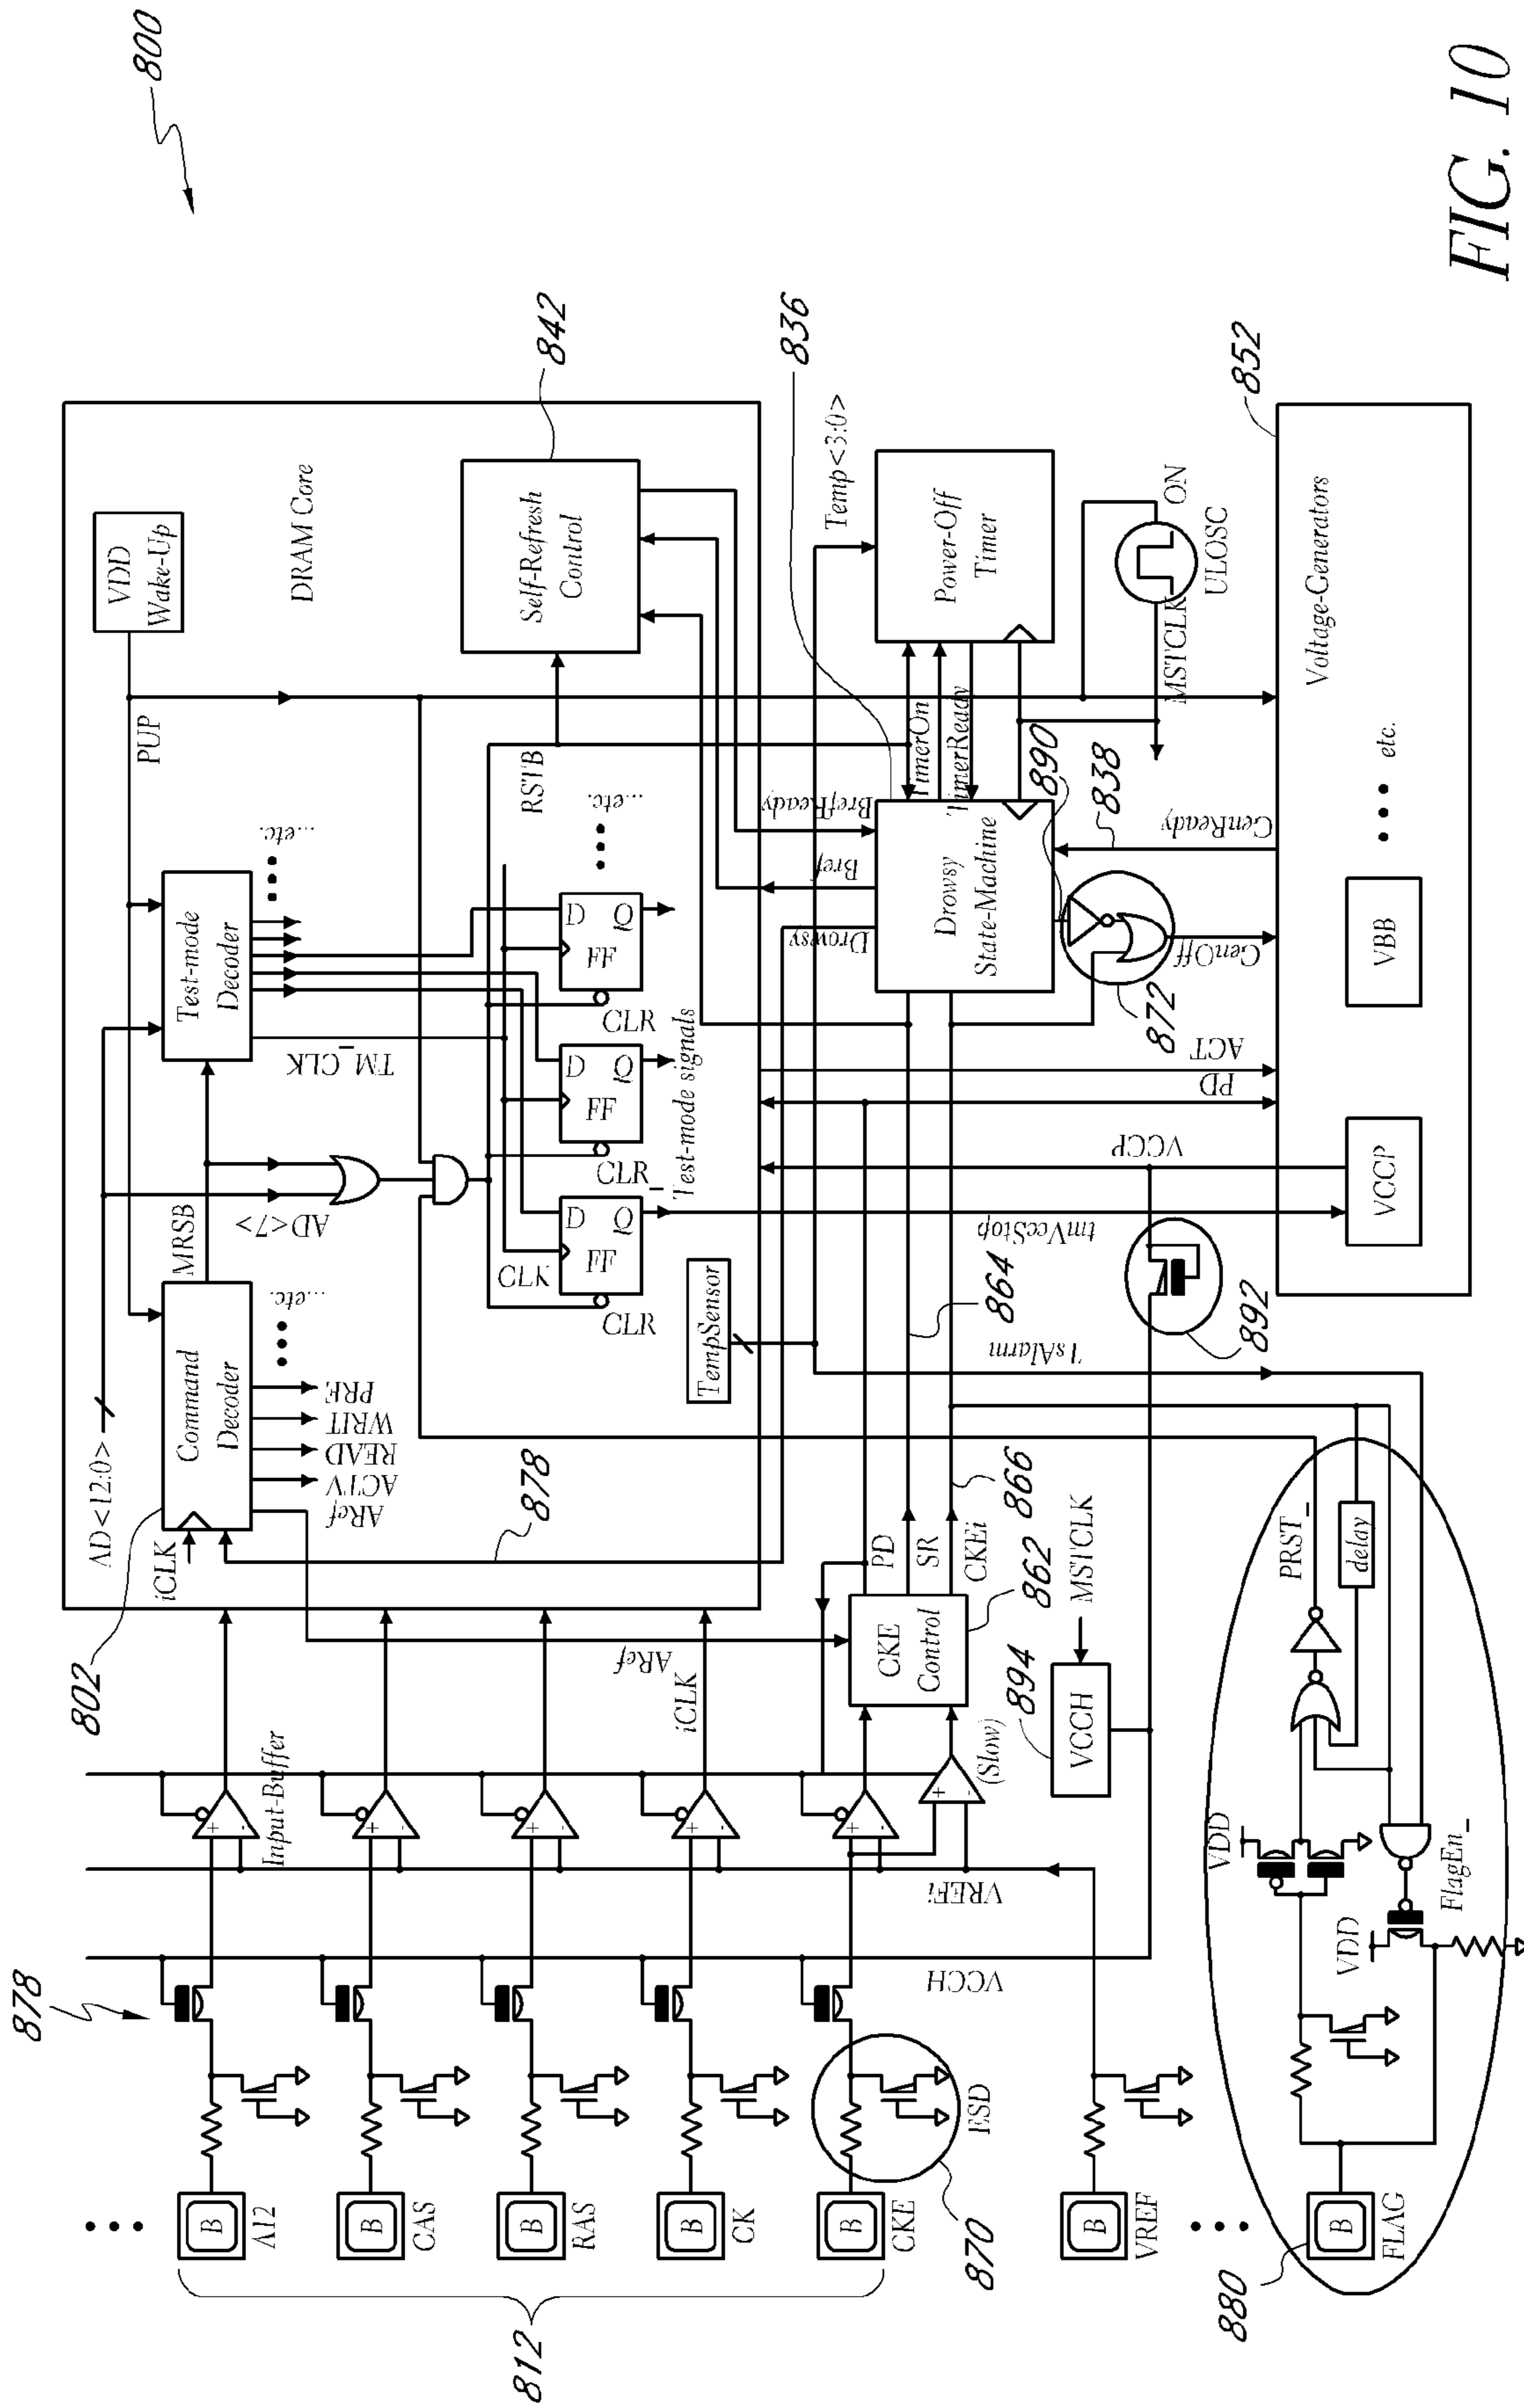 800
FIG. 10
VDD
Wake-Up
DRAM Core
PUP
Test-mode
Decoder
...etc.
TM_CLK
AD<12:0>
MRSB
AD<7>
Command
Decoder
...etc.
PRE
WRIT
READ
ACTV
ARef
iCLK
802
Self-Refresh
Control
842
RSTB
D
Q
FF
CLR
...etc.
D
Q
FF
CLR_
D
Q
FF
CLK
CLR
Test-mode signals
TempSensor
878
836
Temp<3:0>
Power-Off
Timer
TimerOn
TimerReady
BrefReady
Bref
Drowsy
Drowsy
State-Machine
890
838
872
GenReady
GenOff
MSTCLK
ON
ULOSC
852
Voltage-Generators
etc.
VBB
VCCP
ACT
PD
VCCP
tmVccStop
864
892
TsAlarm
866
PD
SR
CKEi
CKE
Control
862
MSTCLK
894
VCCH
ARef
iCLK
Input-Buffer
(Slow)
VREFi
VCCH
878
812
B
A12
B
CAS
B
RAS
B
CK
B
CKE
ESD
870
B
VREF
880
B
FLAG
VDD
VDD
FlagEn_
PRST_
delay